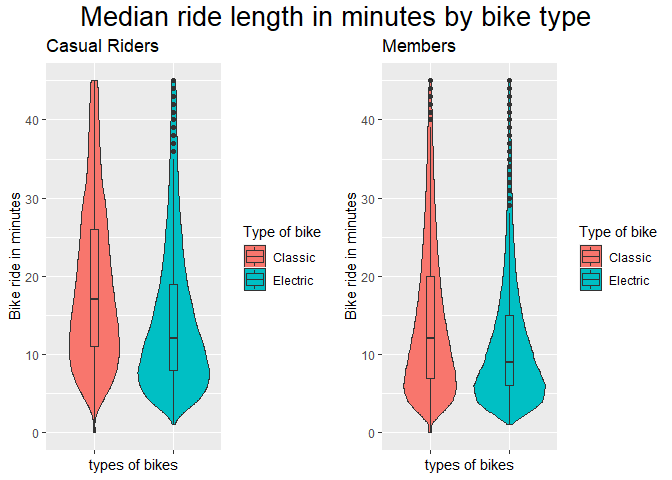 Median ride length in minutes by bike type
Casual Riders
Bike ride in minutes
40
30
20
10
0
types of bikes
Type of bike
Classic
Electric
Members
Bike ride in minutes
40
30
20
10
0
types of bikes
Type of bike
Classic
Electric